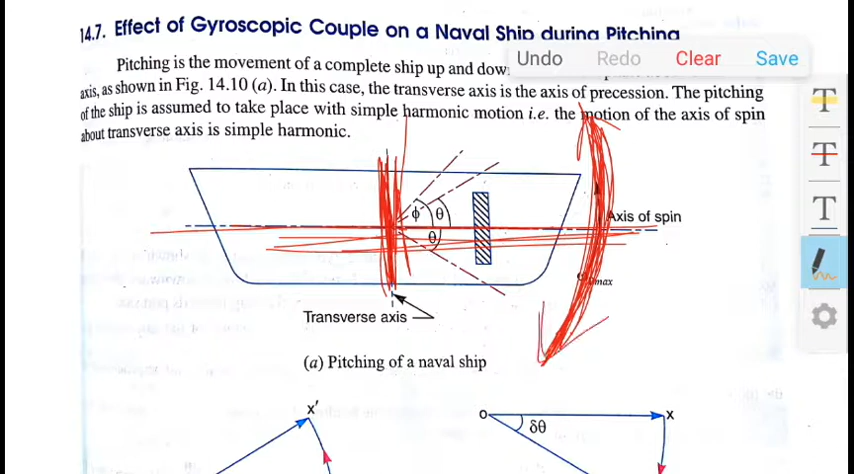 14.7. Effect of Gyroscopic Couple on a Naval Ship during Pitching
Undo Redo Clear Save
Pitching is the movement of a complete ship up and
axis, as shown in Fig. 14.10 (a). In this case, the transverse axis is the axis of precession. The pitching
of the ship is assumed to take place with simple harmonic motion i.e. the motion of the axis of spin
about transverse axis is simple harmonic.
T
T
T
ϕ θ
θ
Axis of spin
max
Transverse axis
(a) Pitching of a naval ship
x′
o δθ x